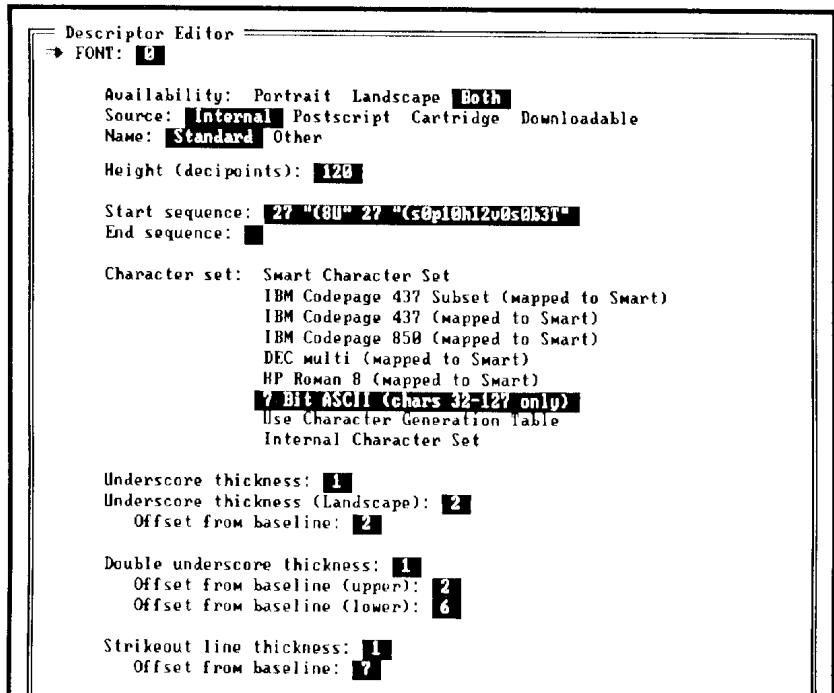 Descriptor Editor
FONT: 0
Availability: Portrait Landscape Both
Source: Internal Postscript Cartridge Downloadable
Name: Standard Other
Height (decipoints): 120
Start sequence: 27 "(8U" 27 "(s0p10h12v0s0b3T"
End sequence:
Character set: Smart Character Set
IBM Codepage 437 Subset (mapped to Smart)
IBM Codepage 437 (mapped to Smart)
IBM Codepage 850 (mapped to Smart)
DEC multi (mapped to Smart)
HP Roman 8 (mapped to Smart)
7 Bit ASCII (chars 32-127 only)
Use Character Generation Table
Internal Character Set
Underscore thickness: 1
Underscore thickness (Landscape): 2
Offset from baseline: 2
Double underscore thickness: 1
Offset from baseline (upper): 2
Offset from baseline (lower): 6
Strikeout line thickness: 1
Offset from baseline: 7